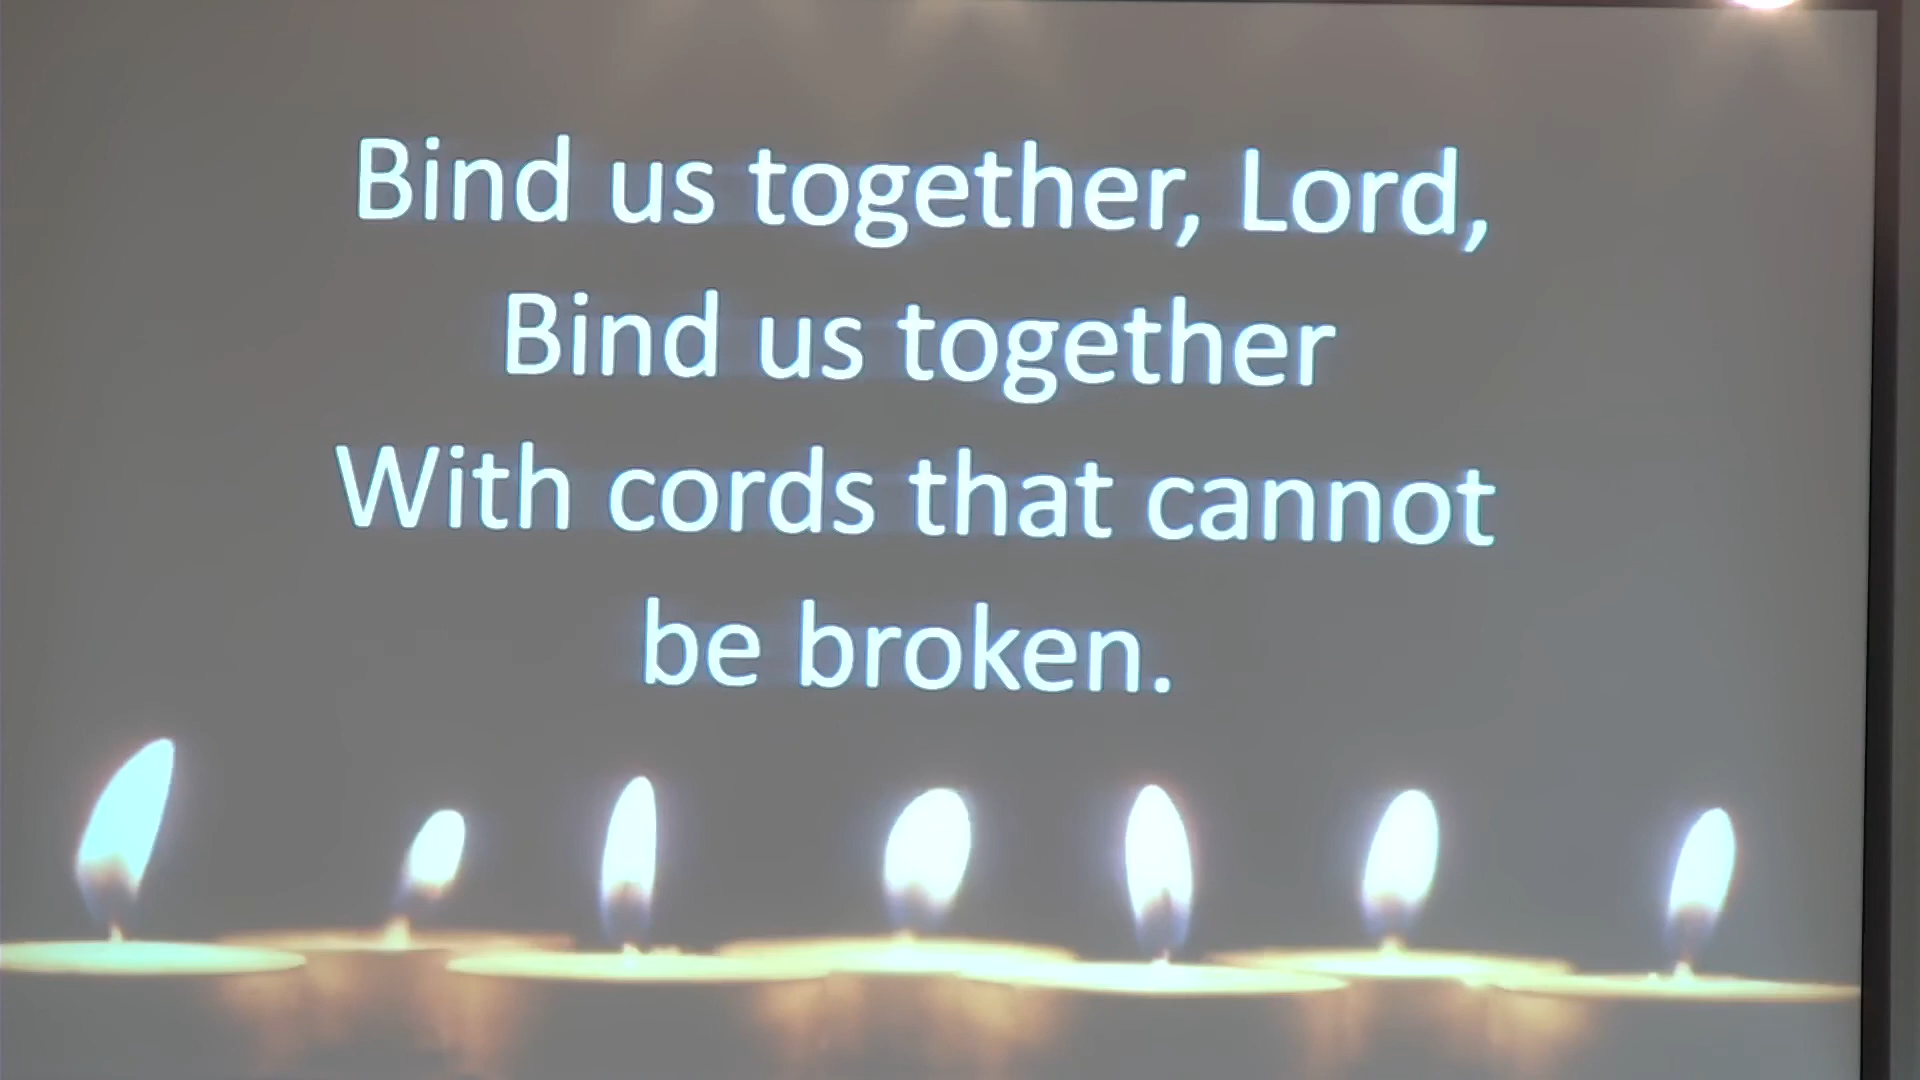 Bind us together, Lord,
Bind us together
With cords that cannot
be broken.